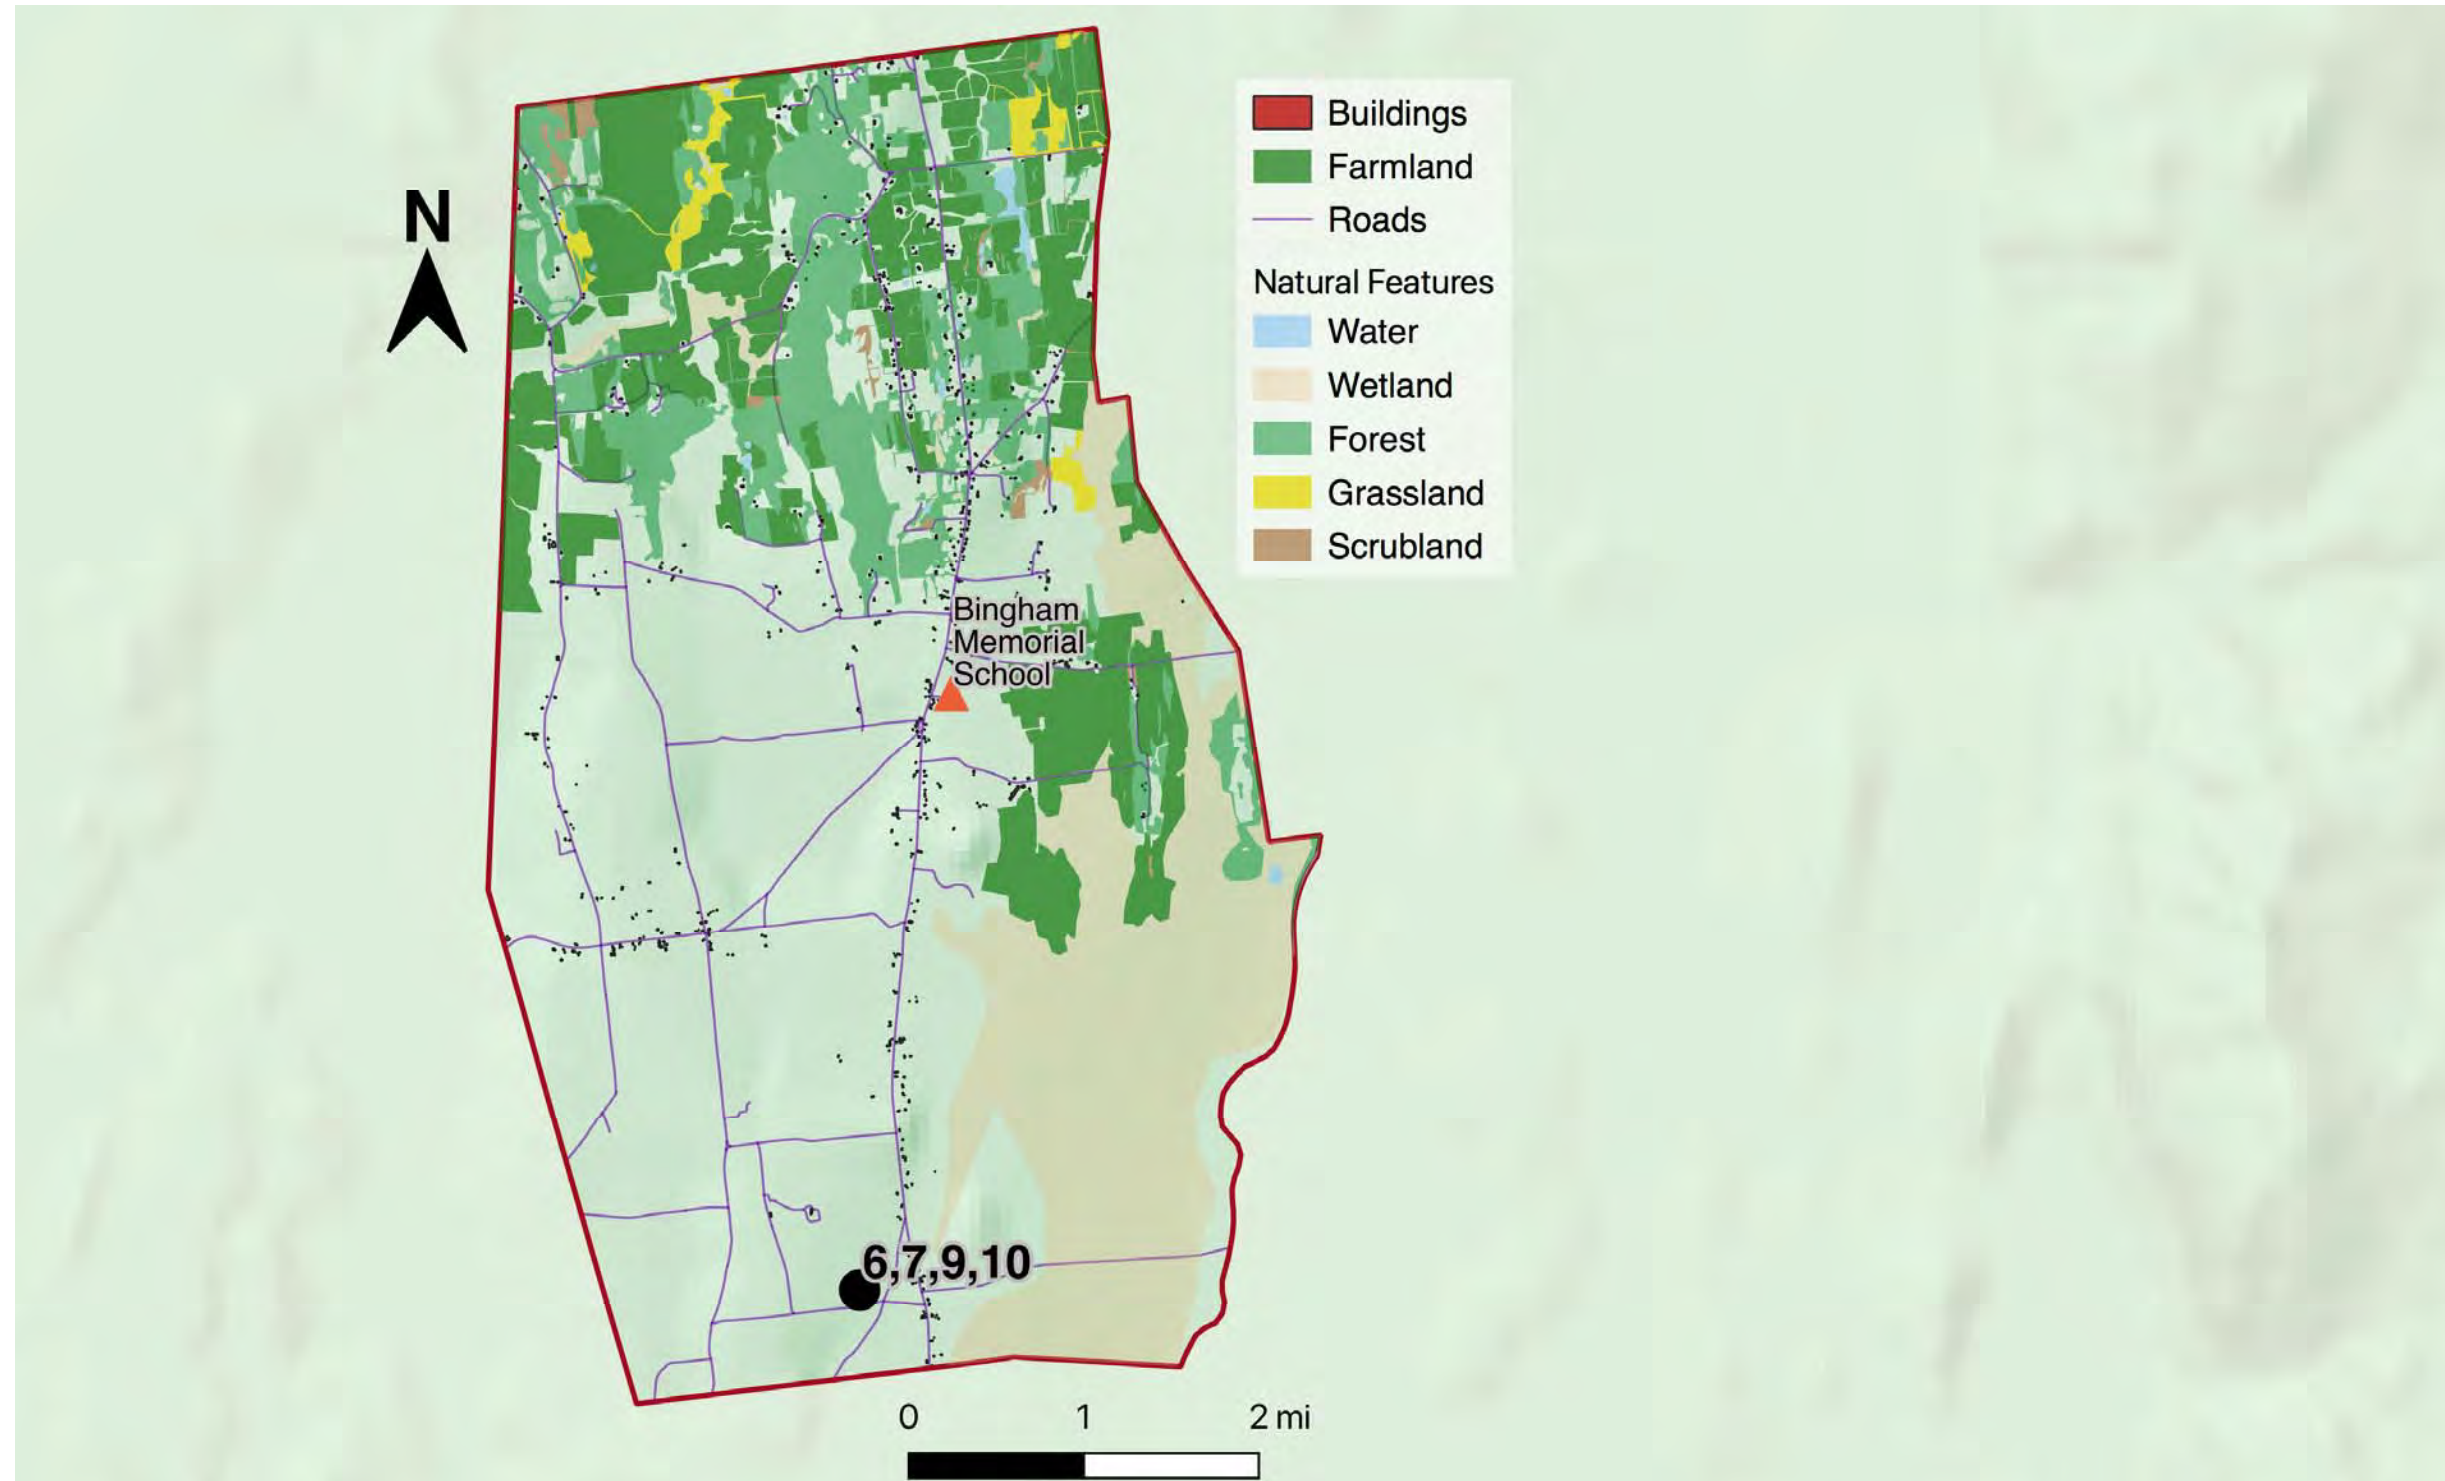 N
Buildings
Farmland
Roads
Natural Features
Water
Wetland
Forest
Grassland
Scrubland
Bingham
Memorial
School
6,7,9,10
0 1 2 mi